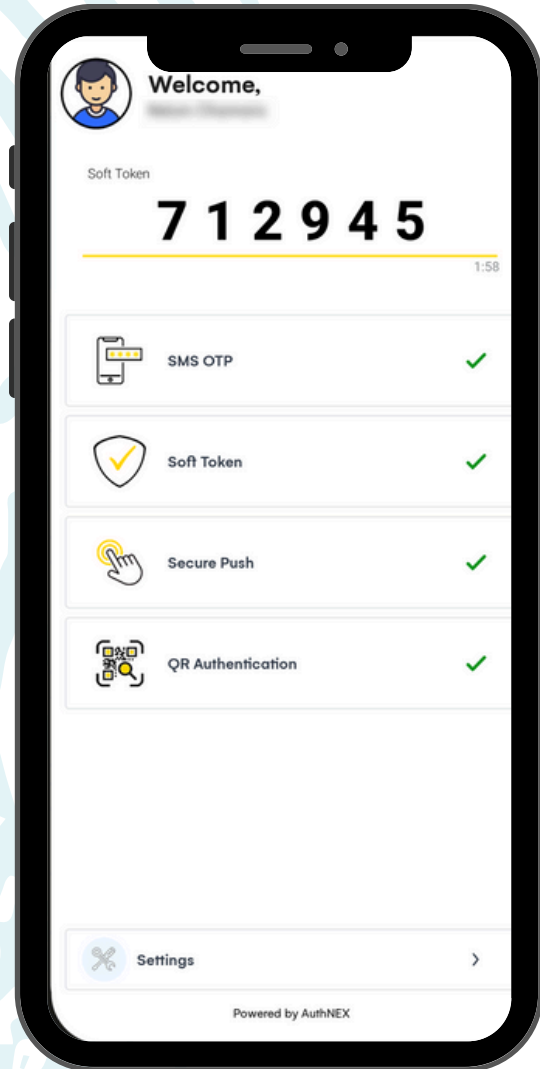 Welcome,
Soft Token
712945
1:58
SMS OTP
Soft Token
Secure Push
QR Authentication
Settings
Powered by AuthNEX